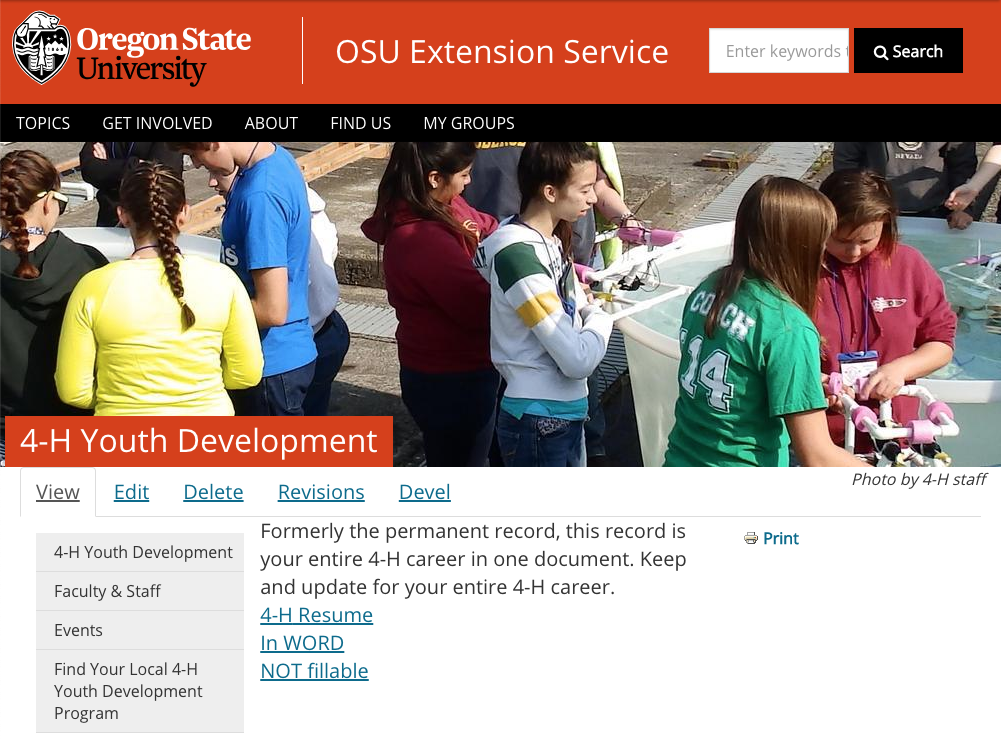 Oregon State
University
OSU Extension Service
Enter keywords
Search
TOPICS GET INVOLVED ABOUT FIND US MY GROUPS
NEVADA
COACH
14
4-H Youth Development
Photo by 4-H staff
View Edit Delete Revisions Devel
4-H Youth Development
Faculty & Staff
Events
Find Your Local 4-H
Youth Development
Program
Formerly the permanent record, this record is
your entire 4-H career in one document. Keep
and update for your entire 4-H career.
4-H Resume
In WORD
NOT fillable
Print